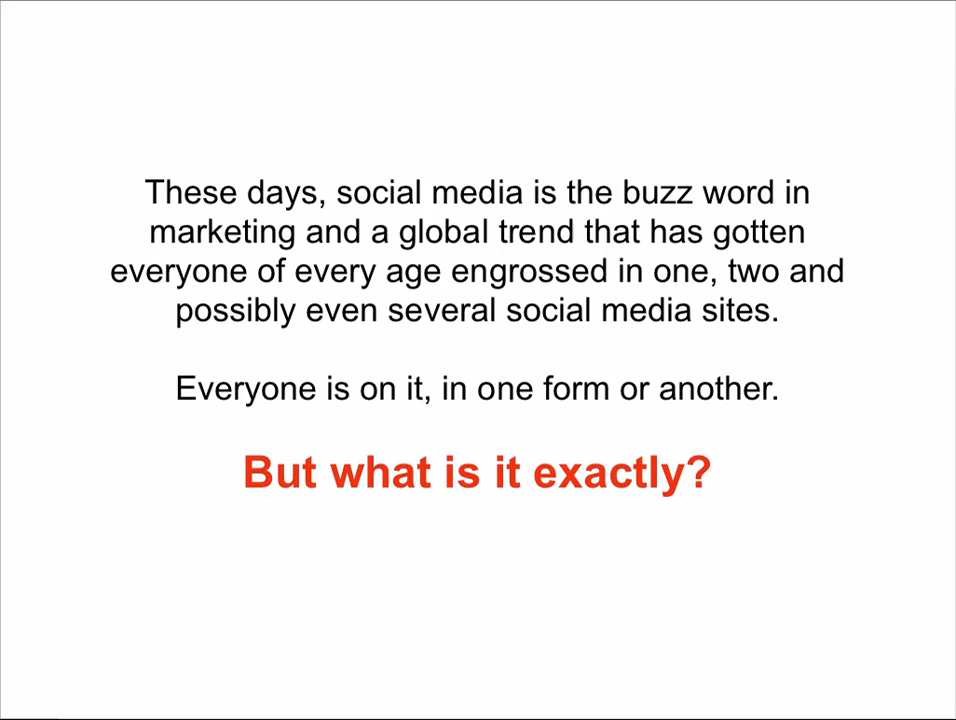 These days, social media is the buzz word in
marketing and a global trend that has gotten
everyone of every age engrossed in one, two and
possibly even several social media sites.
Everyone is on it, in one form or another.
But what is it exactly?